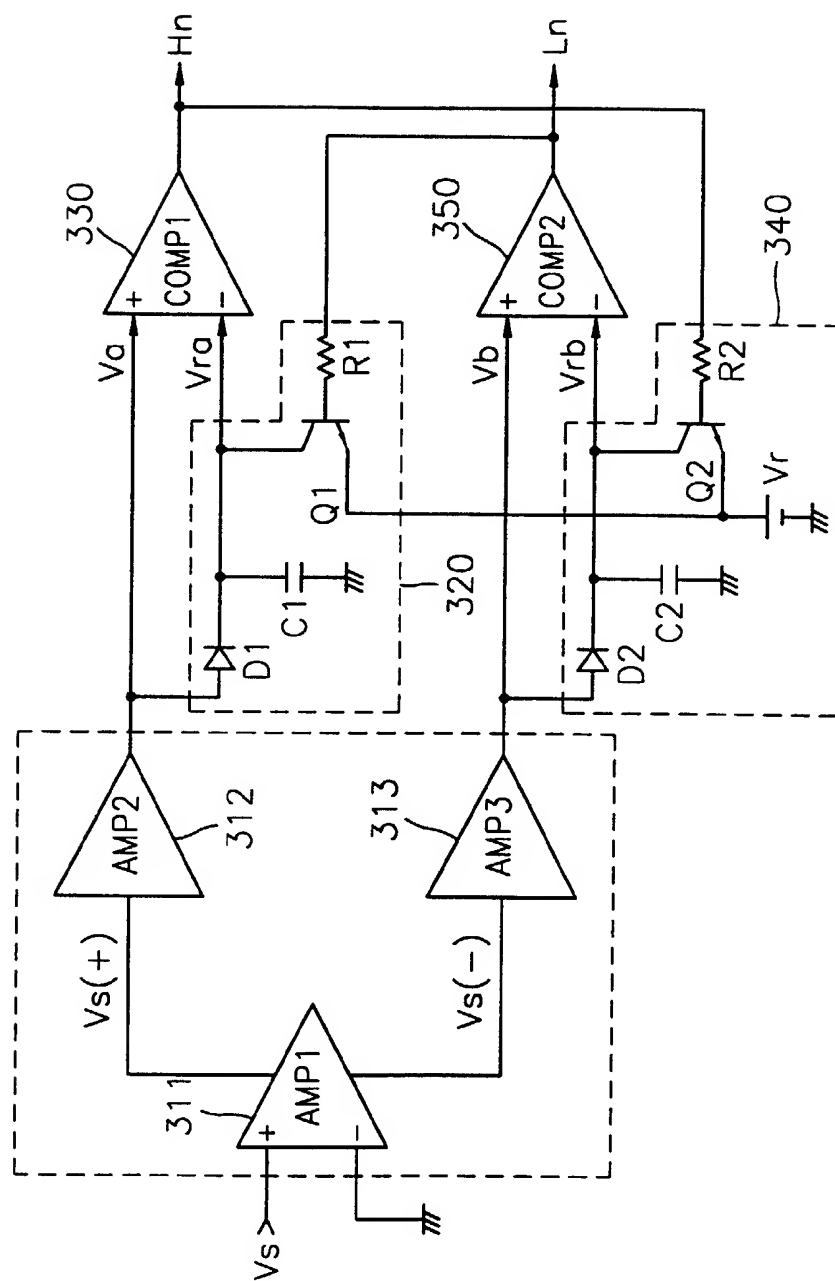 Hn
Ln
330
COMP1
+
−
350
COMP2
+
−
340
Va
Vra
R1
Vb
Vrb
R2
Q1
Q2
Vr
C1
320
C2
D1
D2
AMP2
312
AMP3
313
Vs(+)
Vs(−)
311
AMP1
+
−
Vs